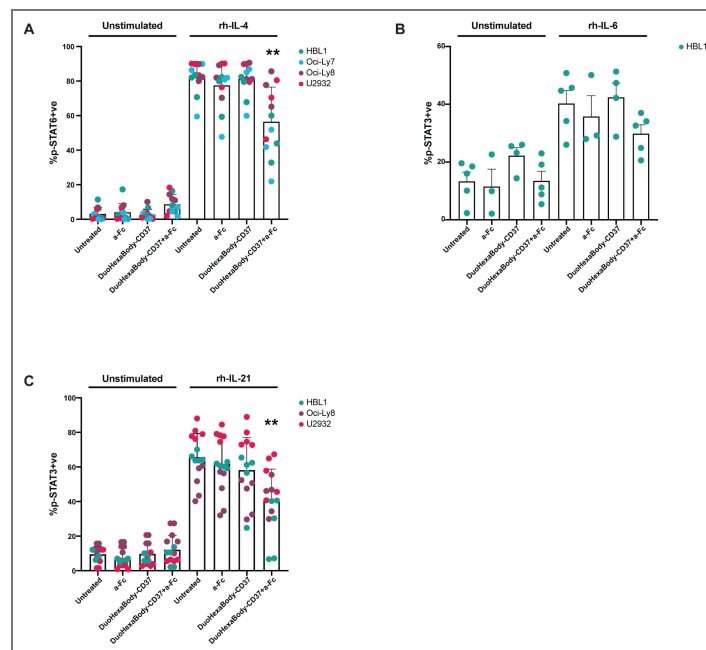 A
Unstimulated
rh-IL-4
HBL1
Oci-Ly7
Oci-Ly8
U2932
**
%p-STAT6+ve
100
80
60
40
20
0
Untreated
a-Fc
DuoHexaBody-CD37
DuoHexaBody-CD37+a-Fc
Untreated
a-Fc
DuoHexaBody-CD37
DuoHexaBody-CD37+a-Fc
B
Unstimulated
rh-IL-6
HBL1
%p-STAT3+ve
60
40
20
0
Untreated
a-Fc
DuoHexaBody-CD37
DuoHexaBody-CD37+a-Fc
Untreated
a-Fc
DuoHexaBody-CD37
DuoHexaBody-CD37+a-Fc
C
Unstimulated
rh-IL-21
HBL1
Oci-Ly8
U2932
**
%p-STAT3+ve
100
80
60
40
20
0
Untreated
a-Fc
DuoHexaBody-CD37
DuoHexaBody-CD37+a-Fc
Untreated
a-Fc
DuoHexaBody-CD37
DuoHexaBody-CD37+a-Fc